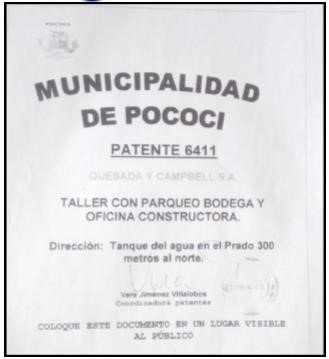 POCOCI
MUNICIPALIDAD
DE POCOCI
PATENTE 6411
QUESADA Y CAMPBELL S.A.
TALLER CON PARQUEO BODEGA Y
OFICINA CONSTRUCTORA.
Dirección: Tanque del agua en el Prado 300
metros al norte.
Vera Jiménez Villalobos
Coordinadora patentes
COLOQUE ESTE DOCUMENTO EN UN LUGAR VISIBLE
AL PÚBLICO